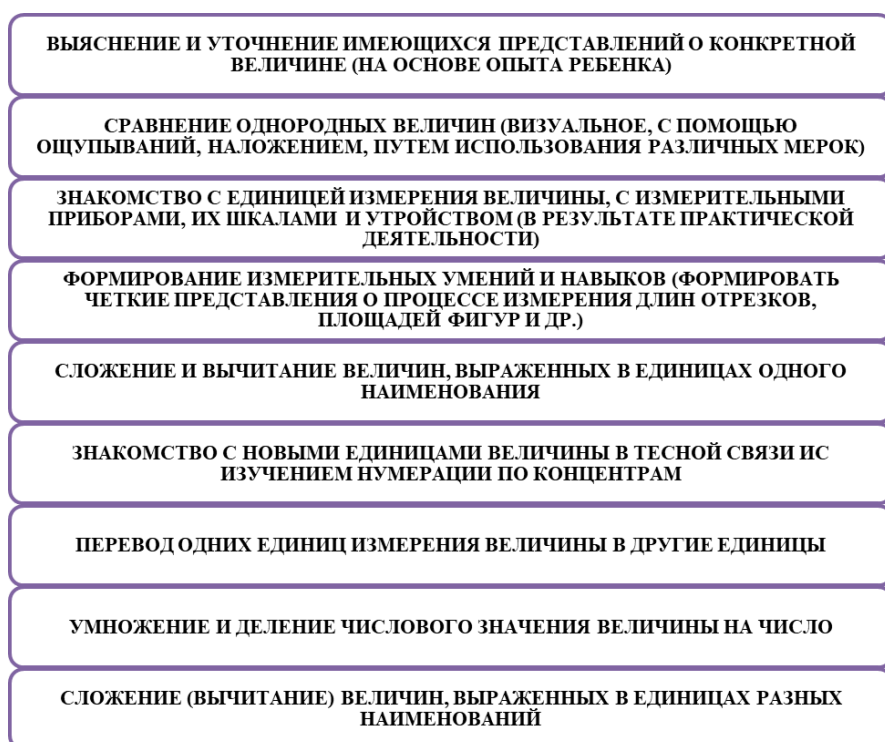 ВЫЯСНЕНИЕ И УТОЧНЕНИЕ ИМЕЮЩИХСЯ ПРЕДСТАВЛЕНИЙ О КОНКРЕТНОЙ
ВЕЛИЧИНЕ (НА ОСНОВЕ ОПЫТА РЕБЕНКА)
СРАВНЕНИЕ ОДНОРОДНЫХ ВЕЛИЧИН (ВИЗУАЛЬНОЕ, С ПОМОЩЬЮ
ОЩУПЫВАНИЙ, НАЛОЖЕНИЕМ, ПУТЕМ ИСПОЛЬЗОВАНИЯ РАЗЛИЧНЫХ МЕРОК)
ЗНАКОМСТВО С ЕДИНИЦЕЙ ИЗМЕРЕНИЯ ВЕЛИЧИНЫ, С ИЗМЕРИТЕЛЬНЫМИ
ПРИБОРАМИ, ИХ ШКАЛАМИ И УТРОЙСТВОМ (В РЕЗУЛЬТАТЕ ПРАКТИЧЕСКОЙ
ДЕЯТЕЛЬНОСТИ)
ФОРМИРОВАНИЕ ИЗМЕРИТЕЛЬНЫХ УМЕНИЙ И НАВЫКОВ (ФОРМИРОВАТЬ
ЧЕТКИЕ ПРЕДСТАВЛЕНИЯ О ПРОЦЕССЕ ИЗМЕРЕНИЯ ДЛИН ОТРЕЗКОВ,
ПЛОЩАДЕЙ ФИГУР И ДР.)
СЛОЖЕНИЕ И ВЫЧИТАНИЕ ВЕЛИЧИН, ВЫРАЖЕННЫХ В ЕДИНИЦАХ ОДНОГО
НАИМЕНОВАНИЯ
ЗНАКОМСТВО С НОВЫМИ ЕДИНИЦАМИ ВЕЛИЧИНЫ В ТЕСНОЙ СВЯЗИ ИС
ИЗУЧЕНИЕМ НУМЕРАЦИИ ПО КОНЦЕНТРАМ
ПЕРЕВОД ОДНИХ ЕДИНИЦ ИЗМЕРЕНИЯ ВЕЛИЧИНЫ В ДРУГИЕ ЕДИНИЦЫ
УМНОЖЕНИЕ И ДЕЛЕНИЕ ЧИСЛОВОГО ЗНАЧЕНИЯ ВЕЛИЧИНЫ НА ЧИСЛО
СЛОЖЕНИЕ (ВЫЧИТАНИЕ) ВЕЛИЧИН, ВЫРАЖЕННЫХ В ЕДИНИЦАХ РАЗНЫХ
НАИМЕНОВАНИЙ